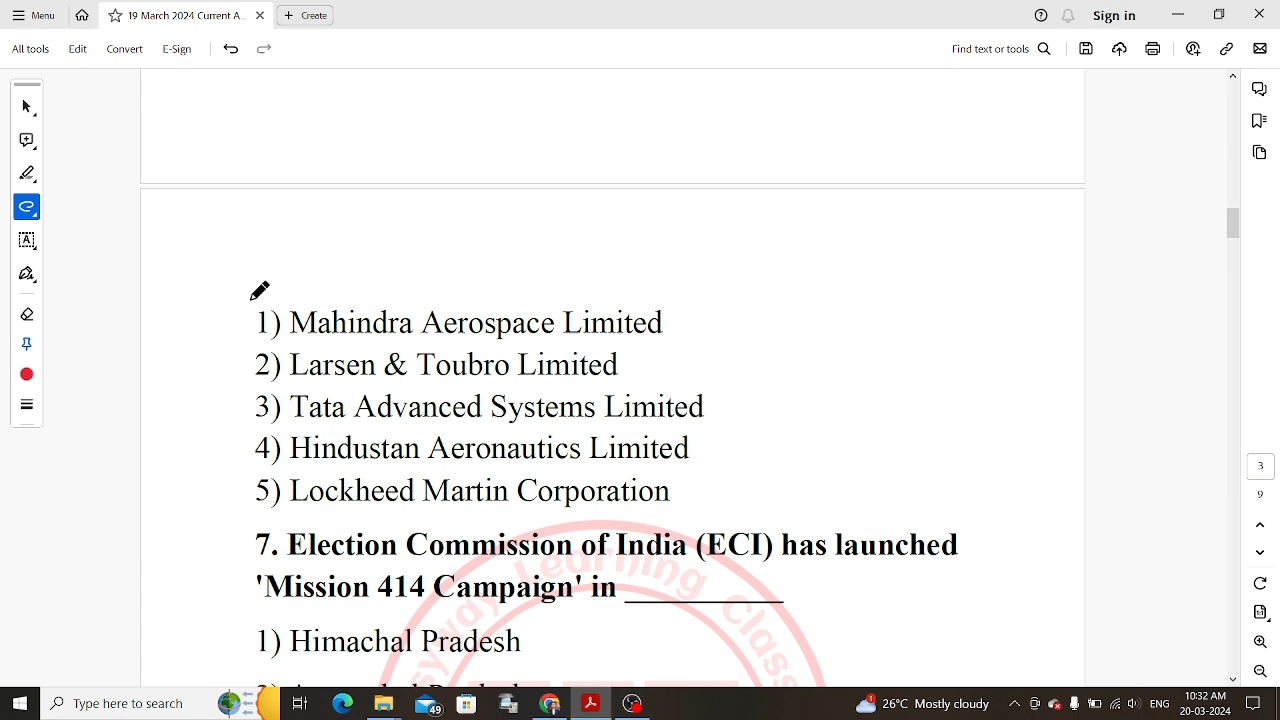 Menu
19 March 2024 Current A...
Create
Sign in
All tools
Edit
Convert
E-Sign
Find text or tools
1) Mahindra Aerospace Limited
2) Larsen & Toubro Limited
3) Tata Advanced Systems Limited
4) Hindustan Aeronautics Limited
5) Lockheed Martin Corporation
7. Election Commission of India (ECI) has launched
'Mission 414 Campaign' in ___________
1) Himachal Pradesh
Learning
3
9
Type here to search
49
1
26°C Mostly cloudy
ENG
10:32 AM
20-03-2024